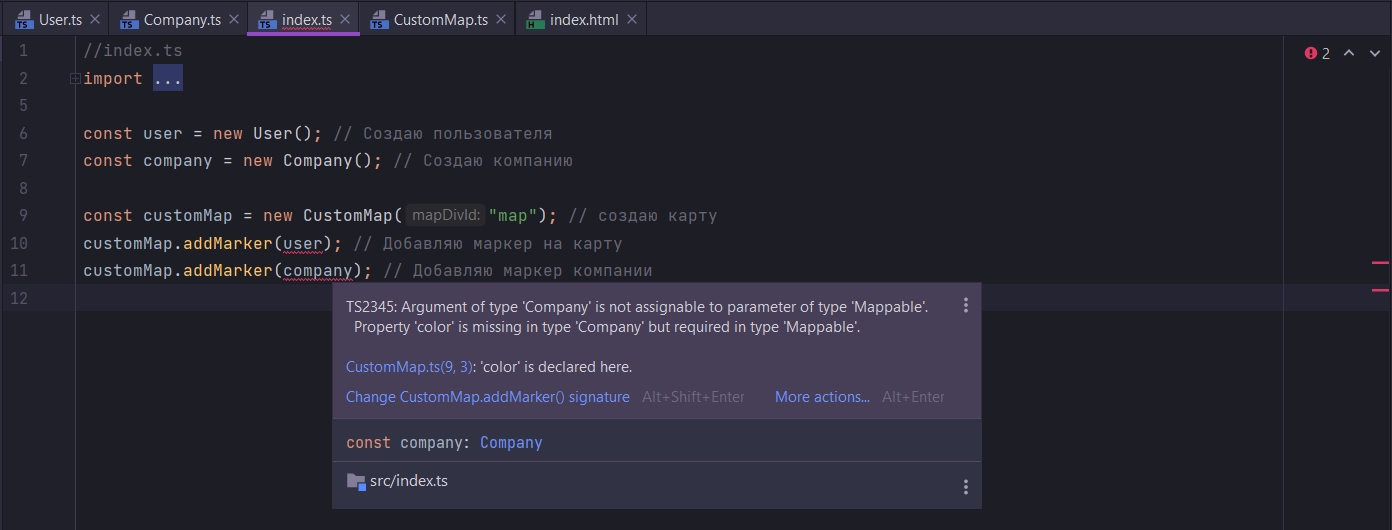 User.ts Company.ts index.ts CustomMap.ts index.html
1 //index.ts
2 import ...
5
6 const user = new User(); // Создаю пользователя
7 const company = new Company(); // Создаю компанию
8
9 const customMap = new CustomMap( mapDivId: "map"); // создаю карту
10 customMap.addMarker(user); // Добавляю маркер на карту
11 customMap.addMarker(company); // Добавляю маркер компании
12
2
TS2345: Argument of type 'Company' is not assignable to parameter of type 'Mappable'.
Property 'color' is missing in type 'Company' but required in type 'Mappable'.
CustomMap.ts(9, 3): 'color' is declared here.
Change CustomMap.addMarker() signature Alt+Shift+Enter More actions... Alt+Enter
const company: Company
src/index.ts